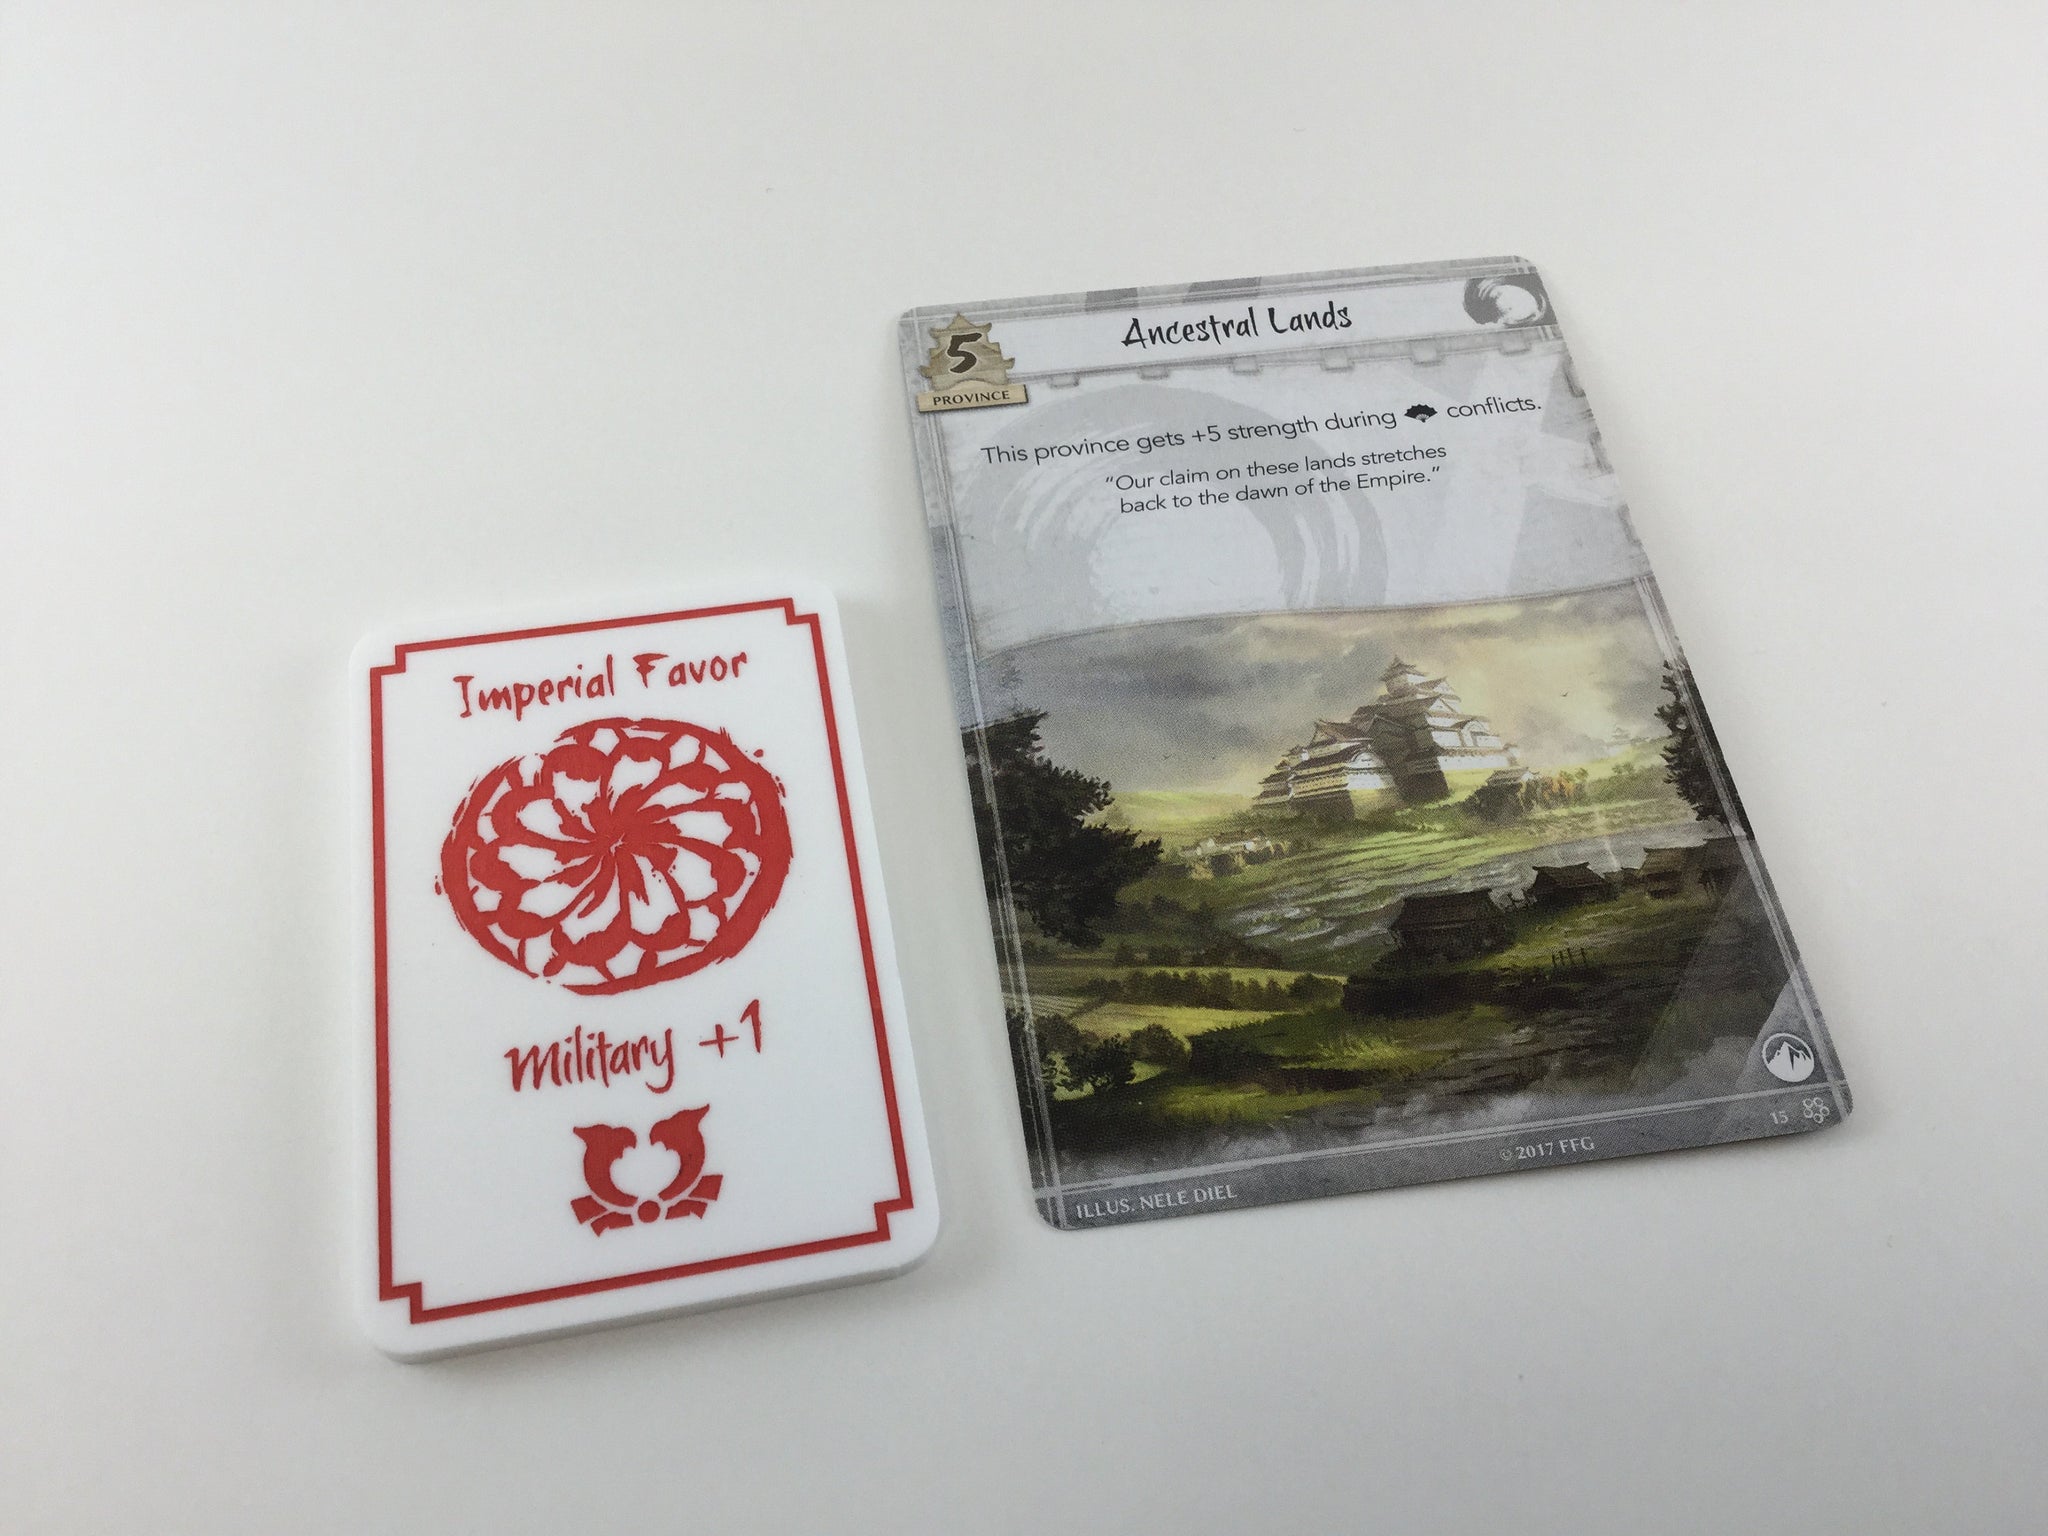 Imperial Favor
Military +1
Ancestral Lands
5
PROVINCE
This province gets +5 strength during conflicts.
“Our claim on these lands stretches
back to the dawn of the Empire.”
ILLUS. NELE DIEL
© 2017 FFG
15